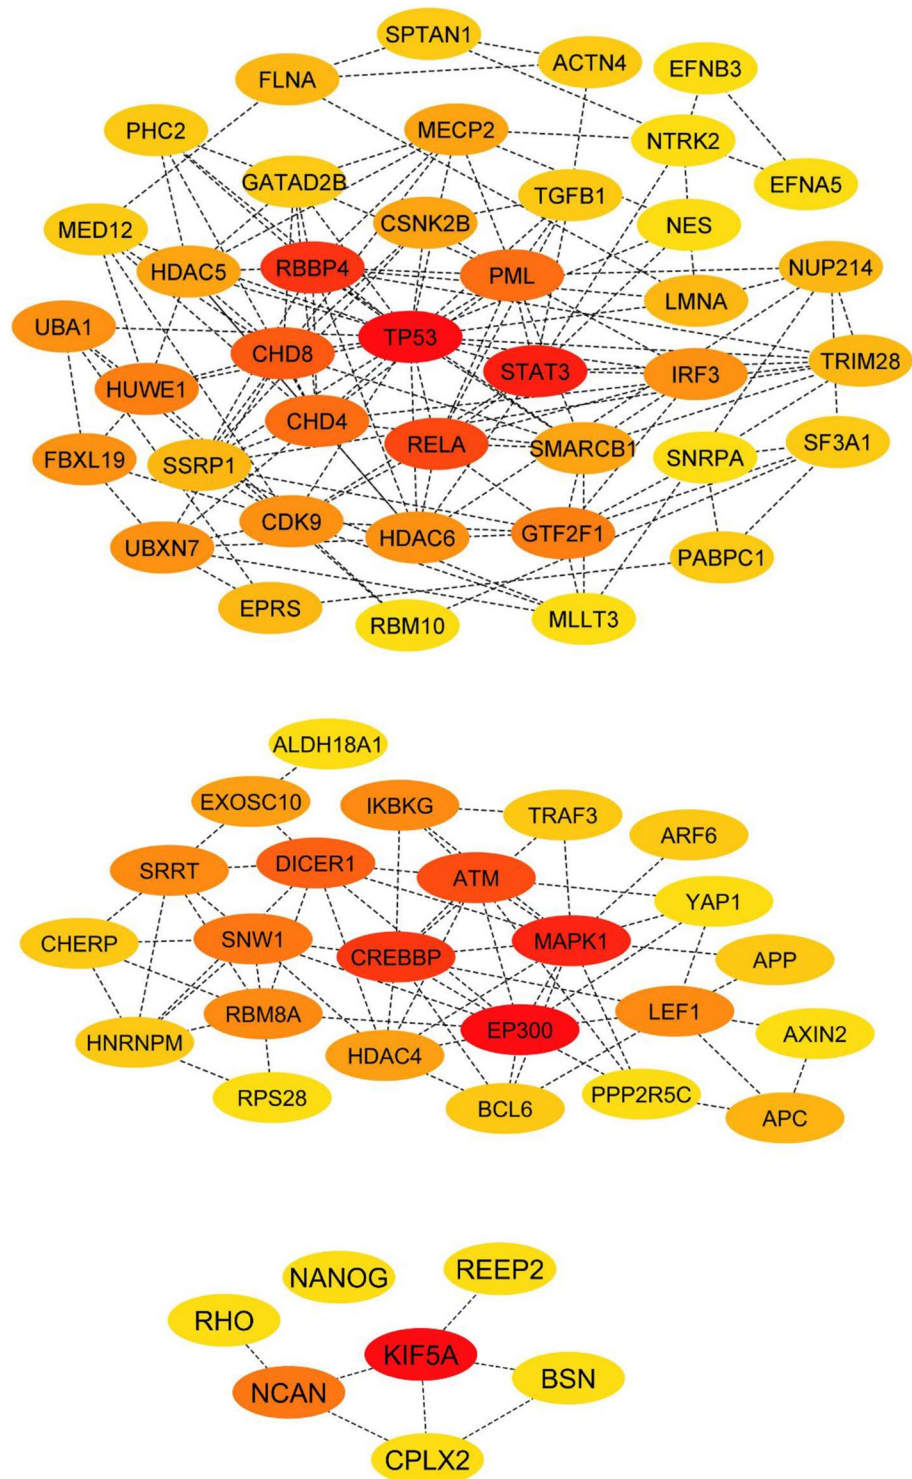 SPTAN1
ACTN4
EFNB3
FLNA
PHC2
MECP2
NTRK2
GATAD2B
TGFB1
EFNA5
MED12
CSNK2B
NES
HDAC5
RBBP4
PML
NUP214
LMNA
UBA1
TP53
CHD8
STAT3
IRF3
TRIM28
HUWE1
CHD4
RELA
SMARCB1
SNRPA
SF3A1
FBXL19
SSRP1
CDK9
HDAC6
GTF2F1
UBXN7
PABPC1
EPRS
RBM10
MLLT3
ALDH18A1
EXOSC10
IKBKG
TRAF3
ARF6
SRRT
DICER1
ATM
YAP1
CHERP
SNW1
CREBBP
MAPK1
APP
RBM8A
EP300
LEF1
AXIN2
HNRNPM
HDAC4
RPS28
BCL6
PPP2R5C
APC
NANOG
REEP2
RHO
KIF5A
NCAN
BSN
CPLX2